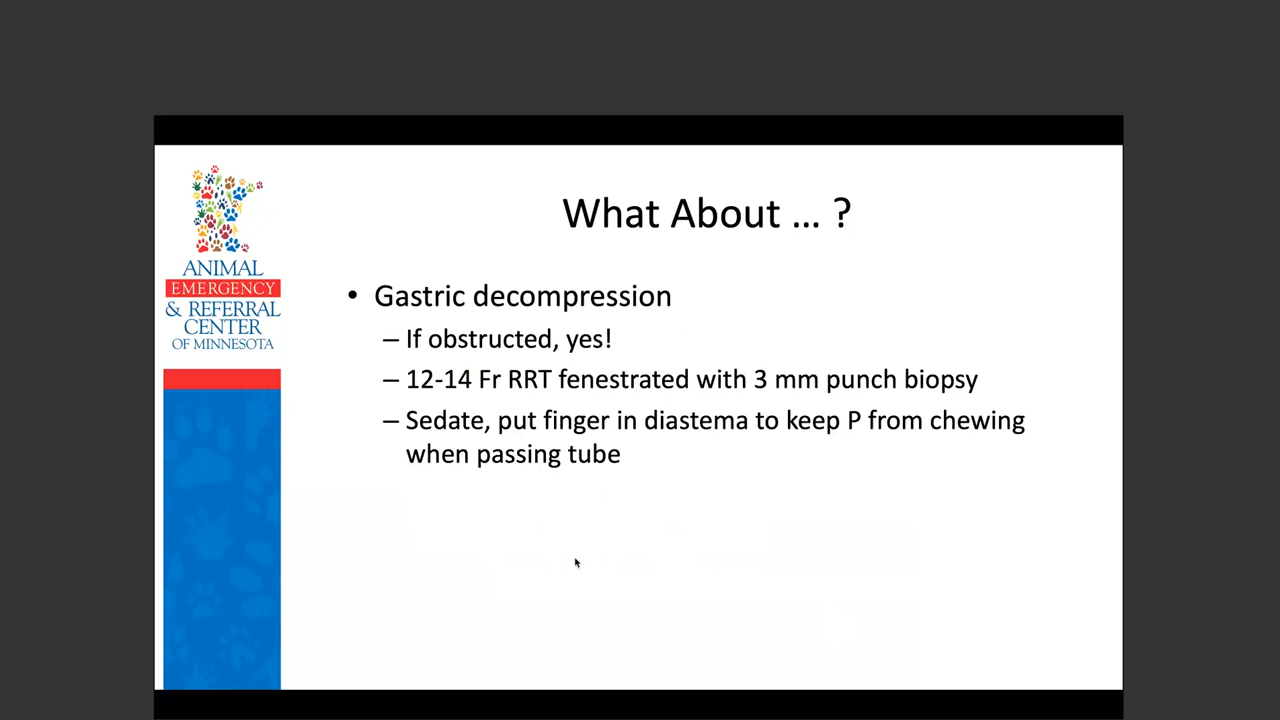 ANIMAL
EMERGENCY
& REFERRAL
CENTER
OF MINNESOTA
What About ... ?
• Gastric decompression
– If obstructed, yes!
– 12-14 Fr RRT fenestrated with 3 mm punch biopsy
– Sedate, put finger in diastema to keep P from chewing
when passing tube